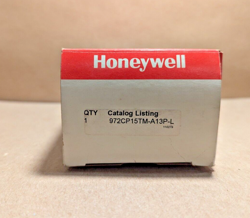 Honeywell
QTY Catalog Listing
1 972CP15TM-A13P-L